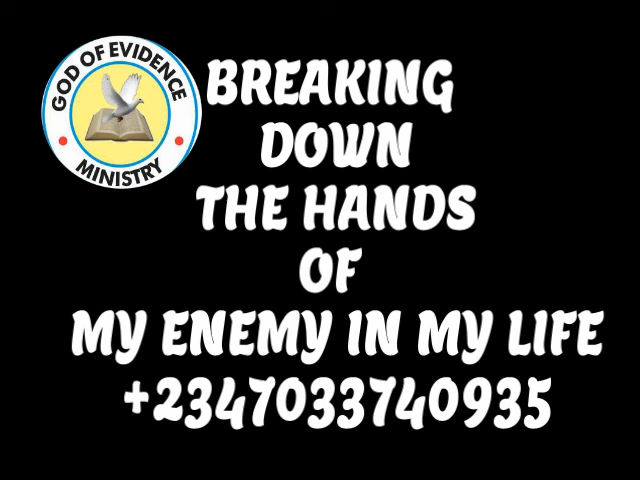 GOD OF EVIDENCE
MINISTRY
BREAKING
DOWN
THE HANDS
OF
MY ENEMY IN MY LIFE
+2347033740935